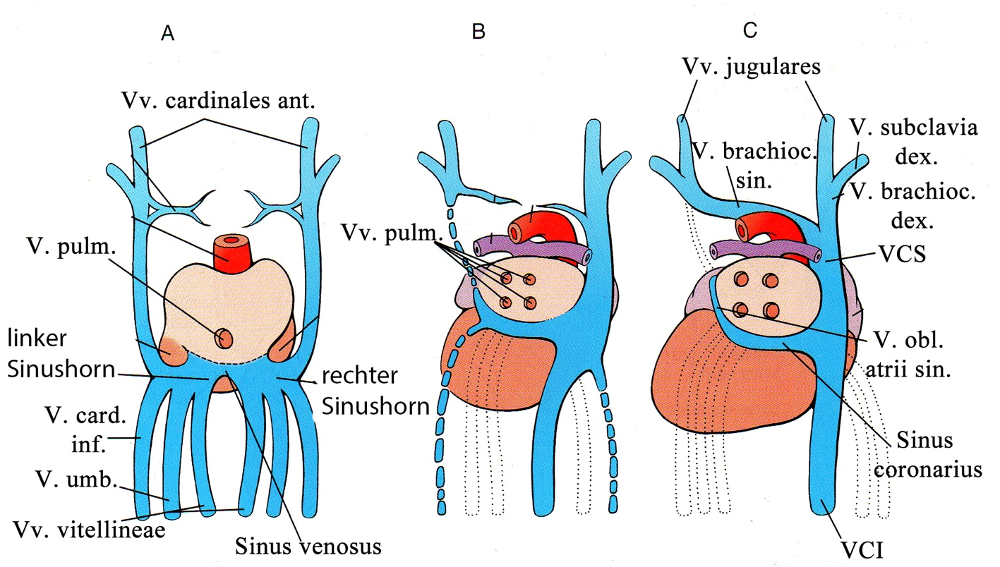 A
B
C
Vv. cardinales ant.
V. pulm.
linker
Sinushorn
rechter
Sinushorn
V. card.
inf.
V. umb.
Vv. vitellineae
Sinus venosus
Vv. pulm.
Vv. jugulares
V. subclavia
dex.
V. brachioc.
sin.
V. brachioc.
dex.
VCS
V. obl.
atrii sin.
Sinus
coronarius
VCI